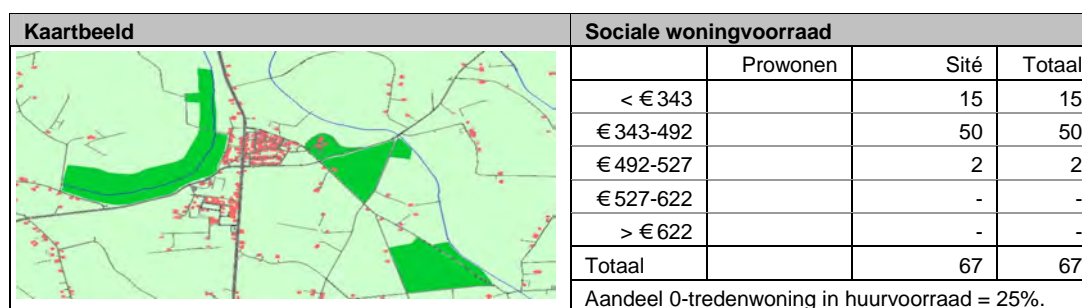 Kaartbeeld
Sociale woningvoorraad
Prowonen Sité Totaal
< € 343 15 15
€ 343-492 50 50
€ 492-527 2 2
€ 527-622 - -
> € 622 - -
Totaal 67 67
Aandeel 0-tredenwoning in huurvoorraad = 25%.